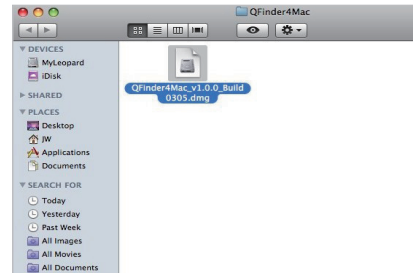 QFinder4Mac
DEVICES
MyLeopard
iDisk
SHARED
PLACES
Desktop
JW
Applications
Documents
SEARCH FOR
Today
Yesterday
Past Week
All Images
All Movies
All Documents
QFinder4Mac_v1.0.0_Build
0305.dmg